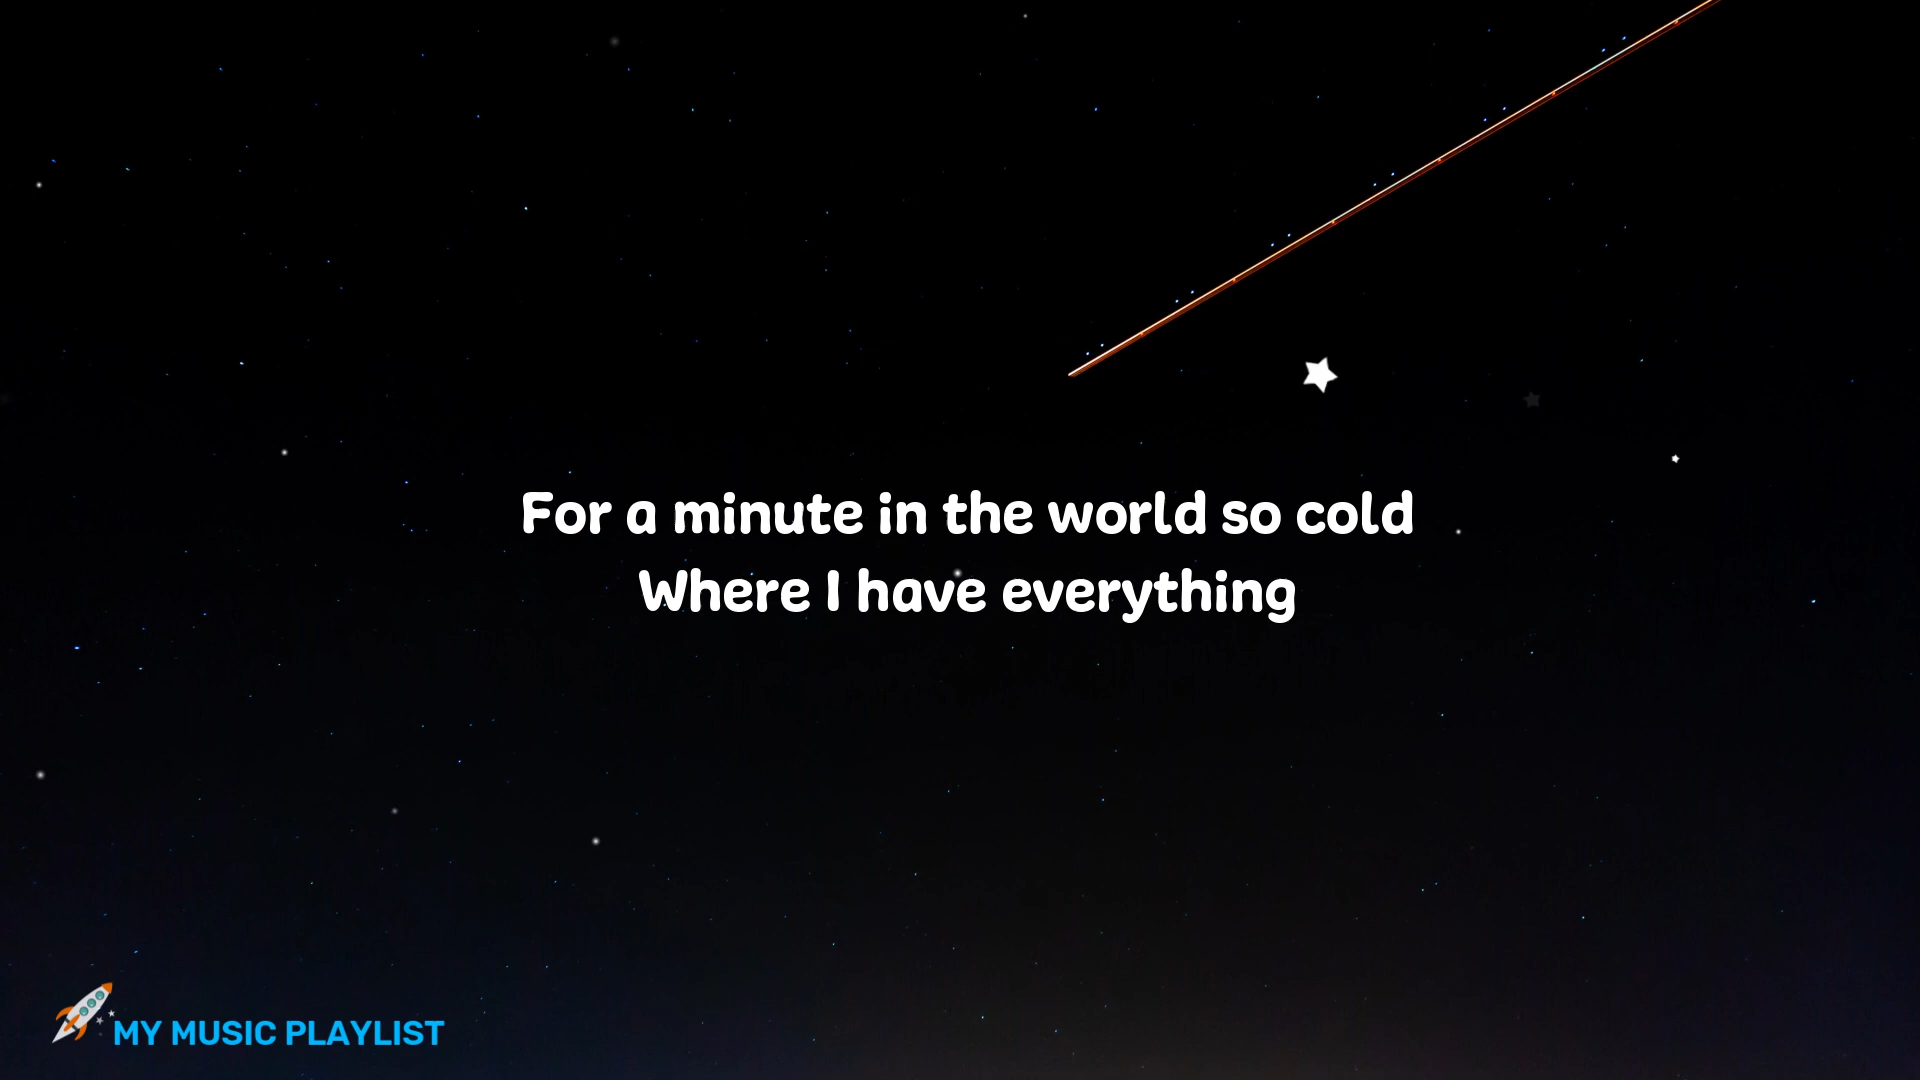 For a minute in the world so cold
Where I have everything
MY MUSIC PLAYLIST